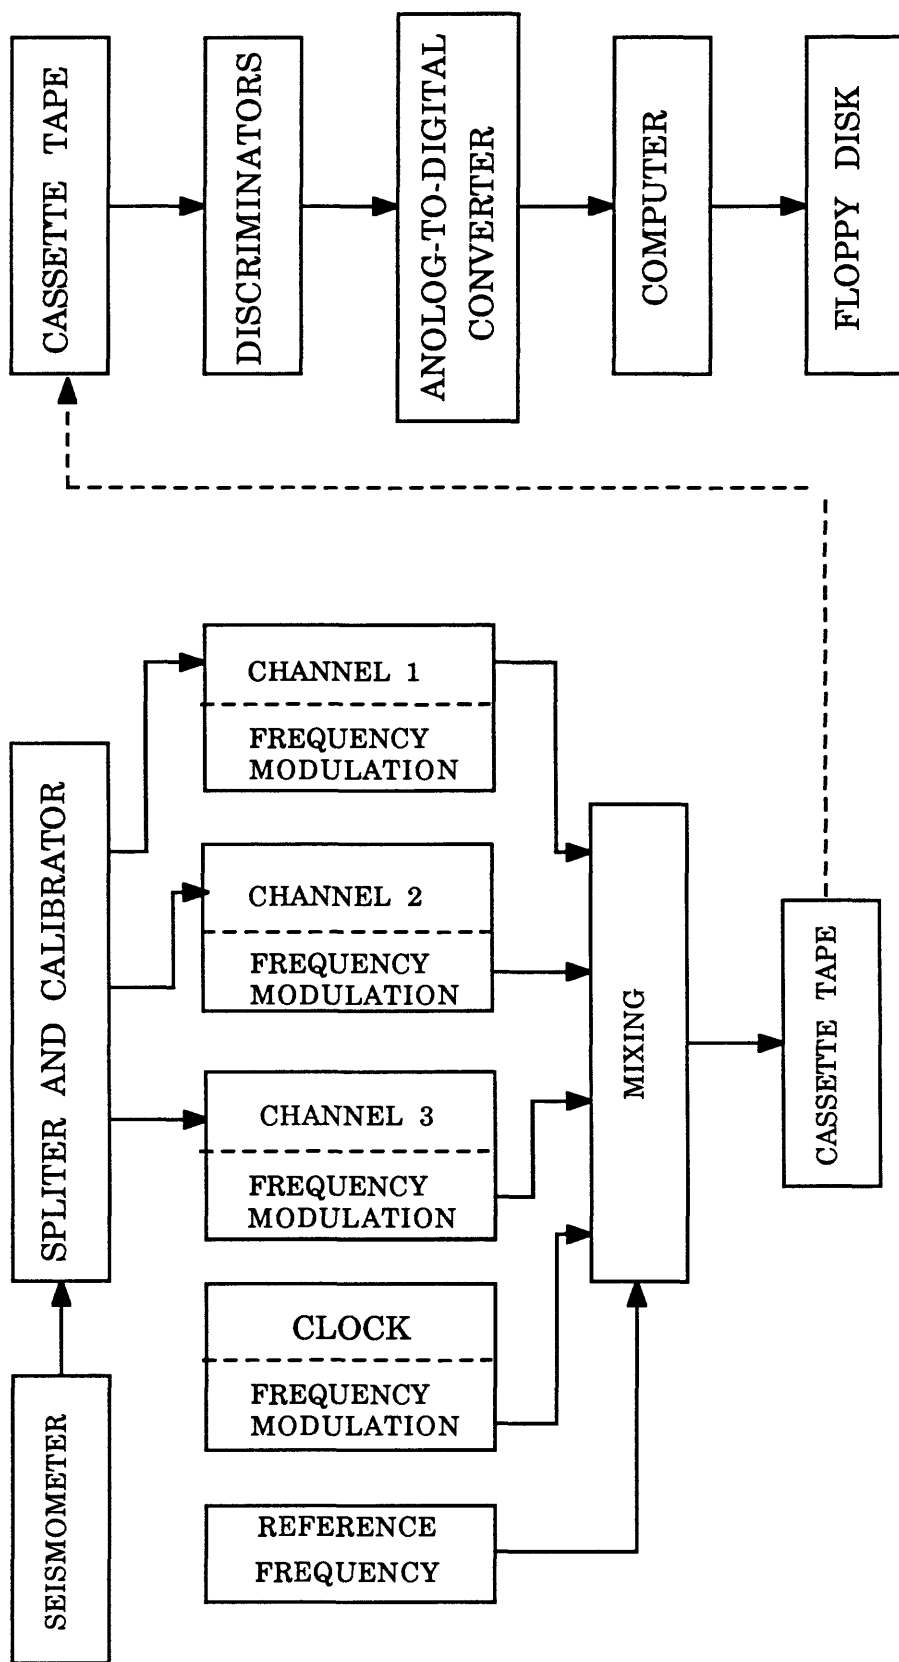 SEISMOMETER
SPLITER AND CALIBRATOR
CHANNEL 1
FREQUENCY
MODULATION
CHANNEL 2
FREQUENCY
MODULATION
CHANNEL 3
FREQUENCY
MODULATION
CLOCK
FREQUENCY
MODULATION
REFERENCE
FREQUENCY
MIXING
CASSETTE TAPE
CASSETTE TAPE
DISCRIMINATORS
ANOLOG-TO-DIGITAL
CONVERTER
COMPUTER
FLOPPY DISK